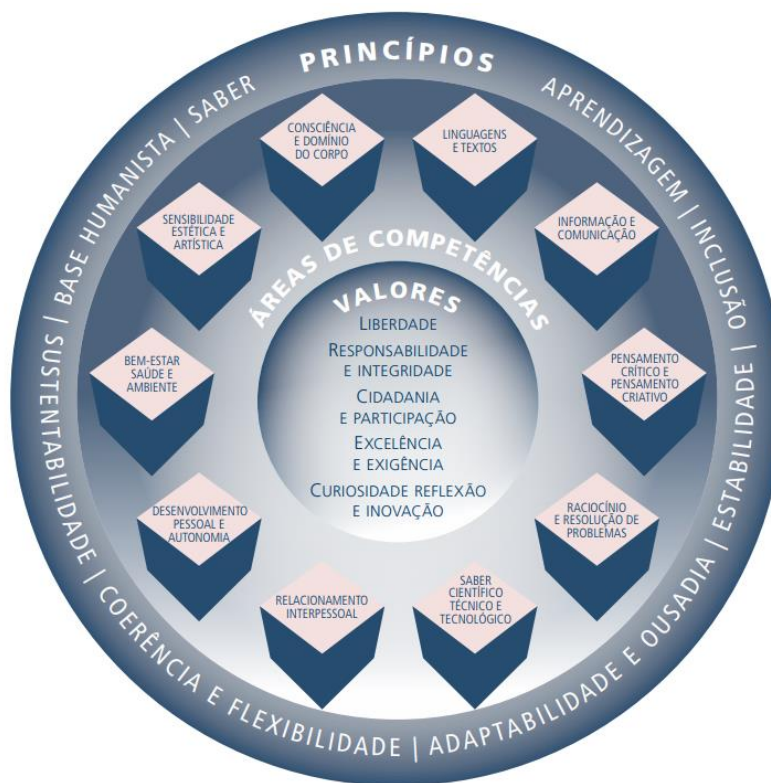 PRINCÍPIOS
APRENDIZAGEM | INCLUSÃO | ESTABILIDADE | ADAPTABILIDADE E OUSADIA | COERÊNCIA E FLEXIBILIDADE | SUSTENTABILIDADE | BASE HUMANISTA | SABER
ÁREAS DE COMPETÊNCIAS
LINGUAGENS
E TEXTOS
INFORMAÇÃO E
COMUNICAÇÃO
PENSAMENTO
CRÍTICO E
PENSAMENTO
CRIATIVO
RACIOCÍNIO
E RESOLUÇÃO DE
PROBLEMAS
SABER
CIENTÍFICO
TÉCNICO E
TECNOLÓGICO
RELACIONAMENTO
INTERPESSOAL
DESENVOLVIMENTO
PESSOAL E
AUTONOMIA
BEM-ESTAR
SAÚDE E
AMBIENTE
SENSIBILIDADE
ESTÉTICA E
ARTÍSTICA
CONSCIÊNCIA
E DOMÍNIO
DO CORPO
VALORES
LIBERDADE
RESPONSABILIDADE
E INTEGRIDADE
CIDADANIA
E PARTICIPAÇÃO
EXCELÊNCIA
E EXIGÊNCIA
CURIOSIDADE REFLEXÃO
E INOVAÇÃO